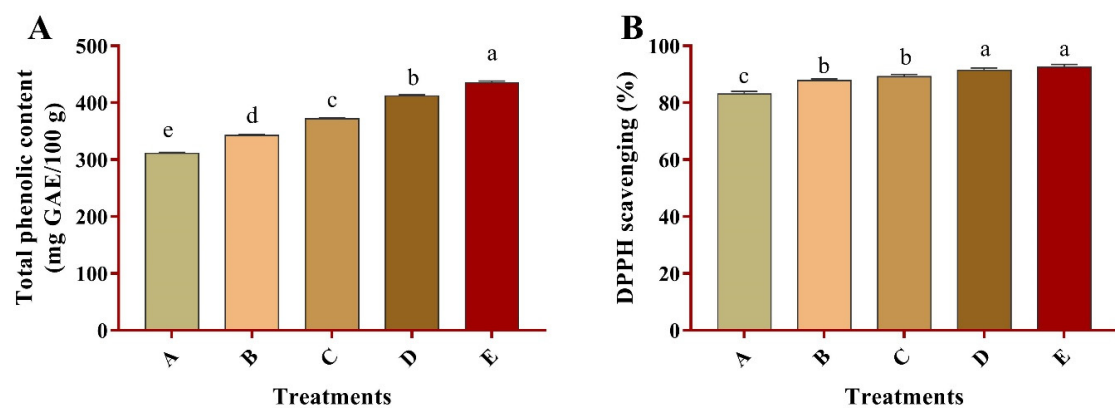 A
Total phenolic content
(mg GAE/100 g)
500
400
300
200
100
0
e
d
c
b
a
A
B
C
D
E
Treatments
B
DPPH scavenging (%)
100
80
60
40
20
0
c
b
b
a
a
A
B
C
D
E
Treatments